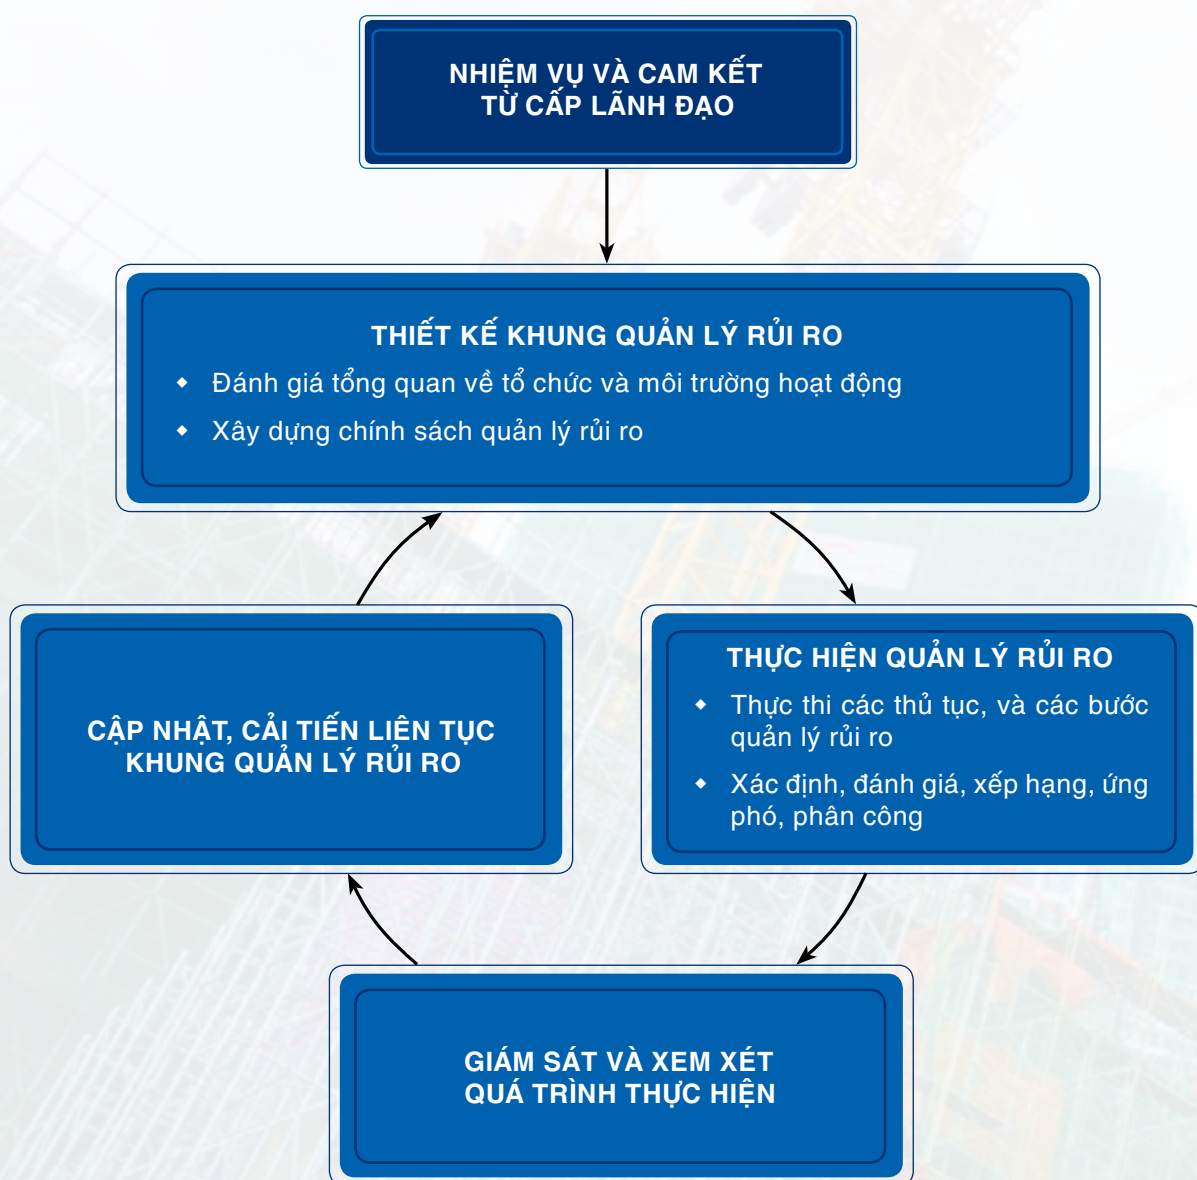 NHIỆM VỤ VÀ CAM KẾT
TỪ CẤP LÃNH ĐẠO
THIẾT KẾ KHUNG QUẢN LÝ RỦI RO
◆ Đánh giá tổng quan về tổ chức và môi trường hoạt động
◆ Xây dựng chính sách quản lý rủi ro
CẬP NHẬT, CẢI TIẾN LIÊN TỤC
KHUNG QUẢN LÝ RỦI RO
THỰC HIỆN QUẢN LÝ RỦI RO
◆ Thực thi các thủ tục, và các bước
quản lý rủi ro
◆ Xác định, đánh giá, xếp hạng, ứng
phó, phân công
GIÁM SÁT VÀ XEM XÉT
QUÁ TRÌNH THỰC HIỆN